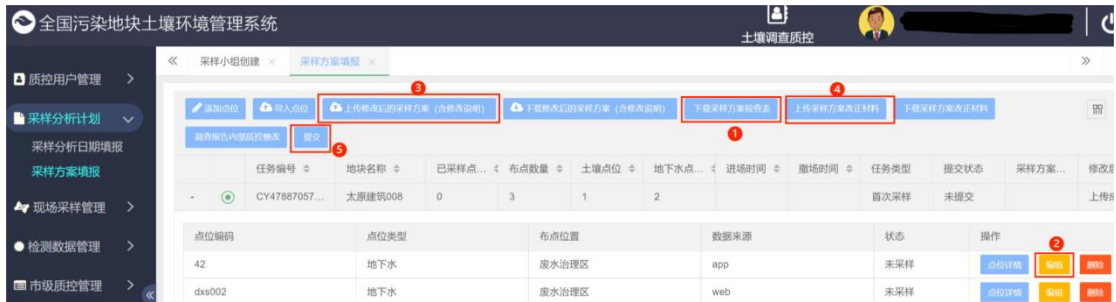 全国污染地块土壤环境管理系统
土壤调查质控
采样小组创建 ×
采样方案填报 ×
质控用户管理
3
4
添加点位
导入点位
上传修改后的采样方案（含修改说明）
下载修改后的采样方案（含修改说明）
下载采样方案检查表
上传采样方案改正材料
下载采样方案改正材料
采样分析计划
1
调查报告内部质控修改
提交
5
采样分析日期填报
任务编号 地块名称 已采样点... 布点数量 土壤点位 地下水点... 进场时间 撤场时间 任务类型 提交状态 采样方案... 修改后
采样方案填报
- CY47887057... 太原建筑008 0 3 1 2 首次采样 未提交
现场采样管理
点位编码 点位类型 布点位置 数据来源 状态 操作
2
检测数据管理
42 地下水 废水治理区 app 未采样 点位详情 编辑 删除
市级质控管理
dxs002 地下水 废水治理区 web 未采样 点位详情 编辑 删除